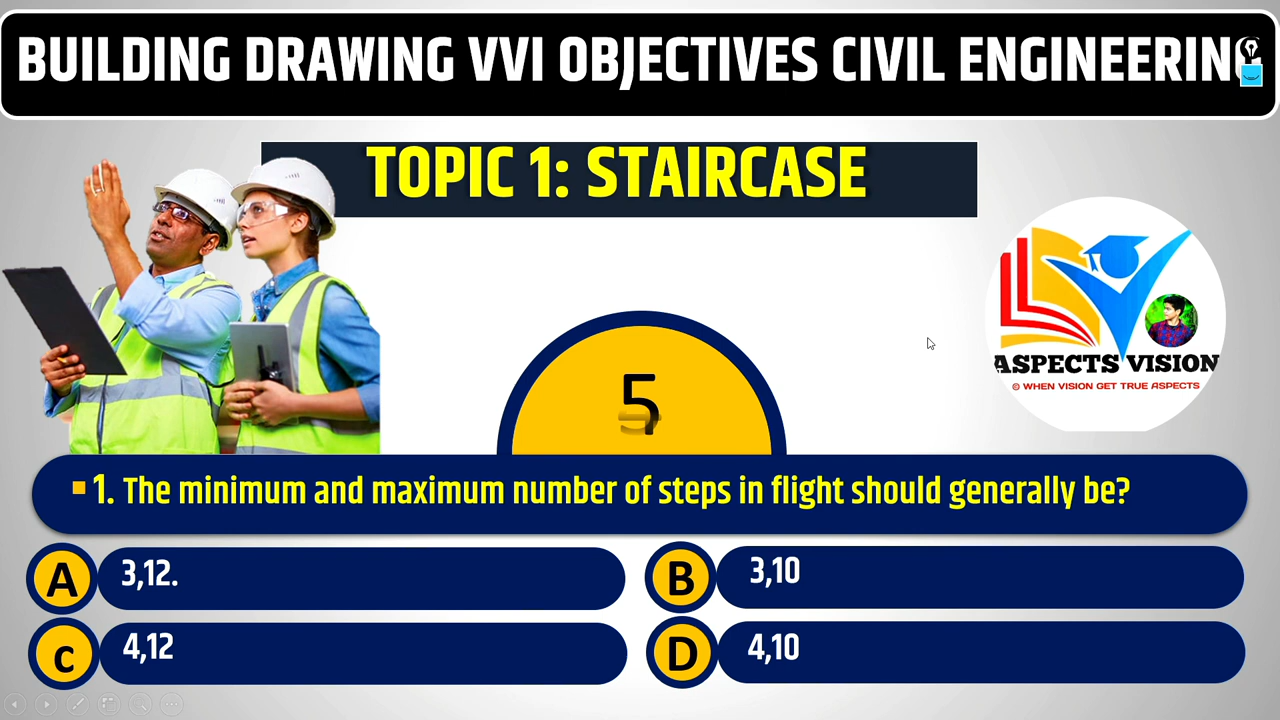 BUILDING DRAWING VVI OBJECTIVES CIVIL ENGINEERING
TOPIC 1: STAIRCASE
ASPECTS VISION
© WHEN VISION GET TRUE ASPECTS
5
1. The minimum and maximum number of steps in flight should generally be?
A 3,12.
B 3,10
c 4,12
D 4,10